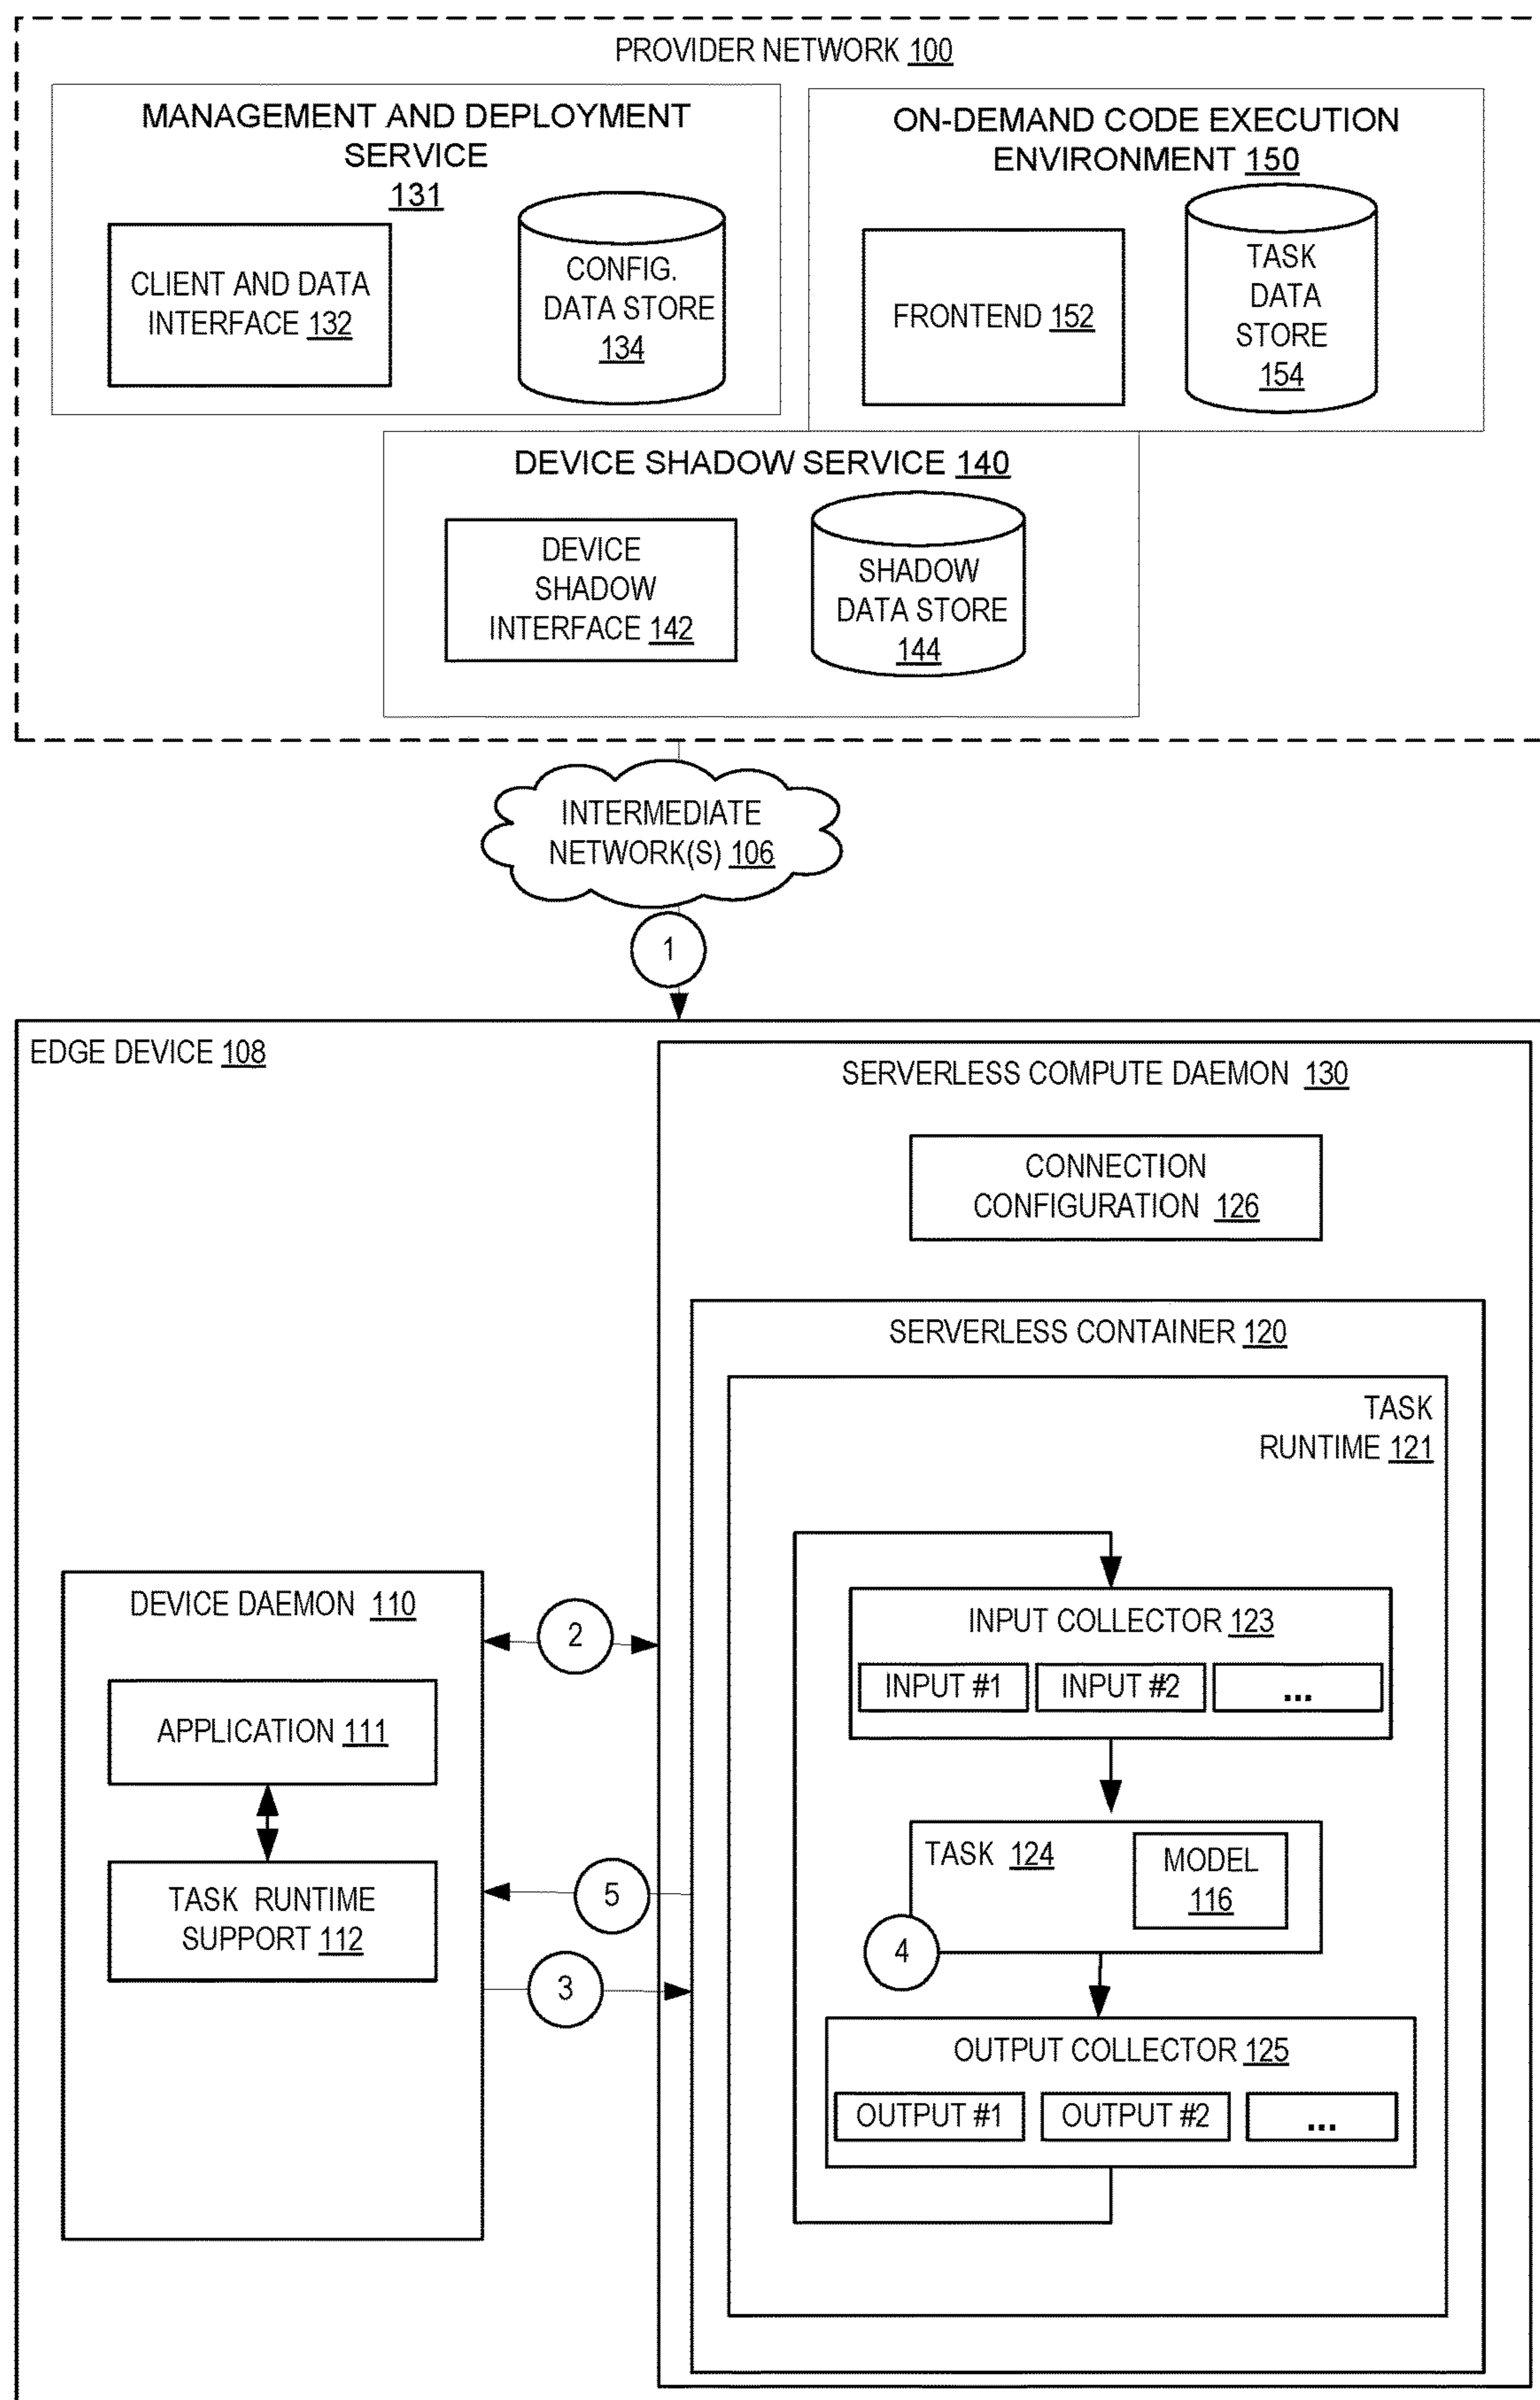 PROVIDER NETWORK 100
MANAGEMENT AND DEPLOYMENT
SERVICE
131
CLIENT AND DATA
INTERFACE 132
CONFIG.
DATA STORE
134
ON-DEMAND CODE EXECUTION
ENVIRONMENT 150
FRONTEND 152
TASK
DATA
STORE
154
DEVICE SHADOW SERVICE 140
DEVICE
SHADOW
INTERFACE 142
SHADOW
DATA STORE
144
INTERMEDIATE
NETWORK(S) 106
1
EDGE DEVICE 108
SERVERLESS COMPUTE DAEMON 130
CONNECTION
CONFIGURATION 126
SERVERLESS CONTAINER 120
TASK
RUNTIME 121
DEVICE DAEMON 110
APPLICATION 111
TASK RUNTIME
SUPPORT 112
2
5
3
INPUT COLLECTOR 123
INPUT #1
INPUT #2
...
TASK 124
MODEL
116
4
OUTPUT COLLECTOR 125
OUTPUT #1
OUTPUT #2
...